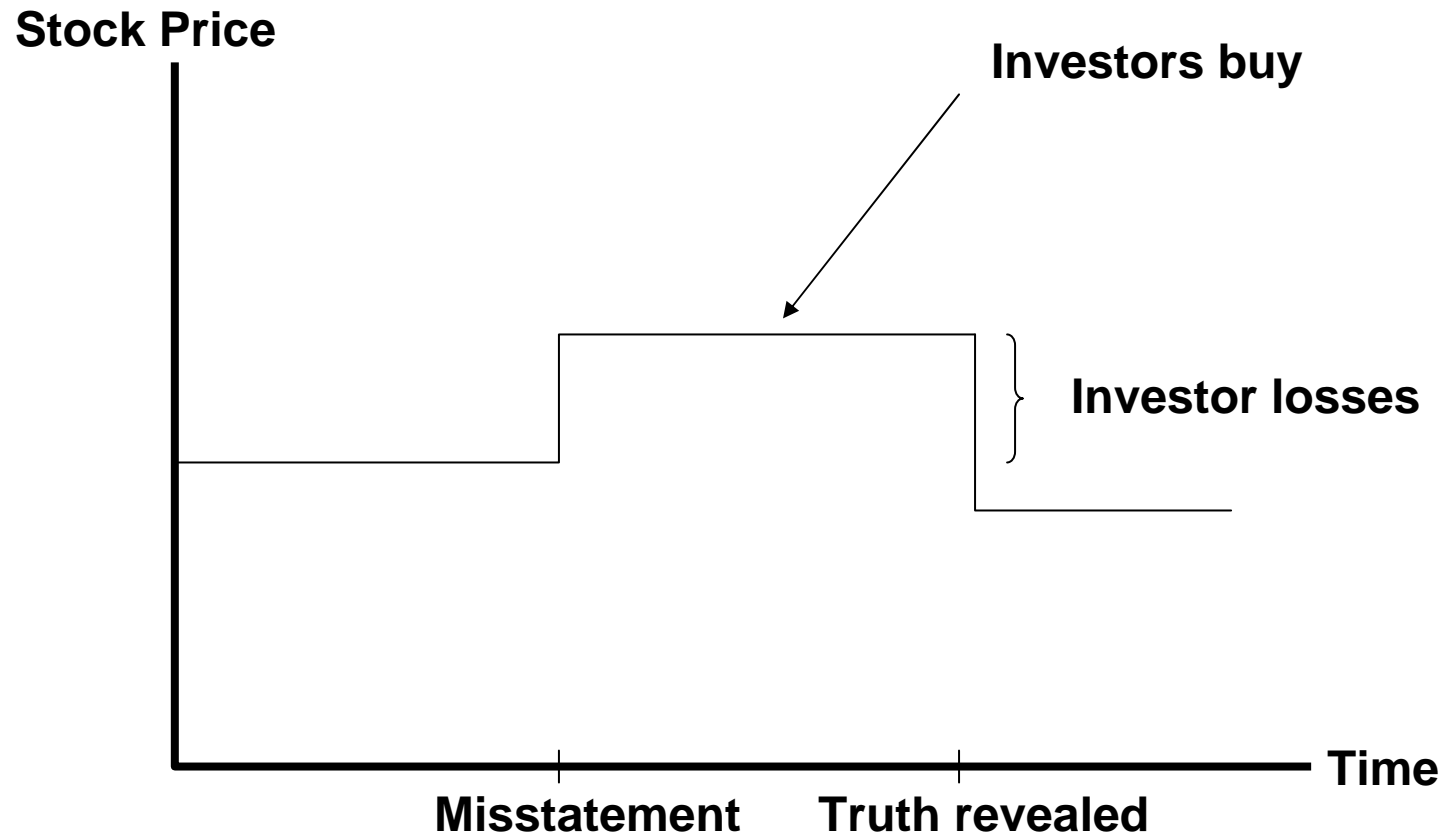 Stock Price
Investors buy
Investor losses
Time
Misstatement
Truth revealed